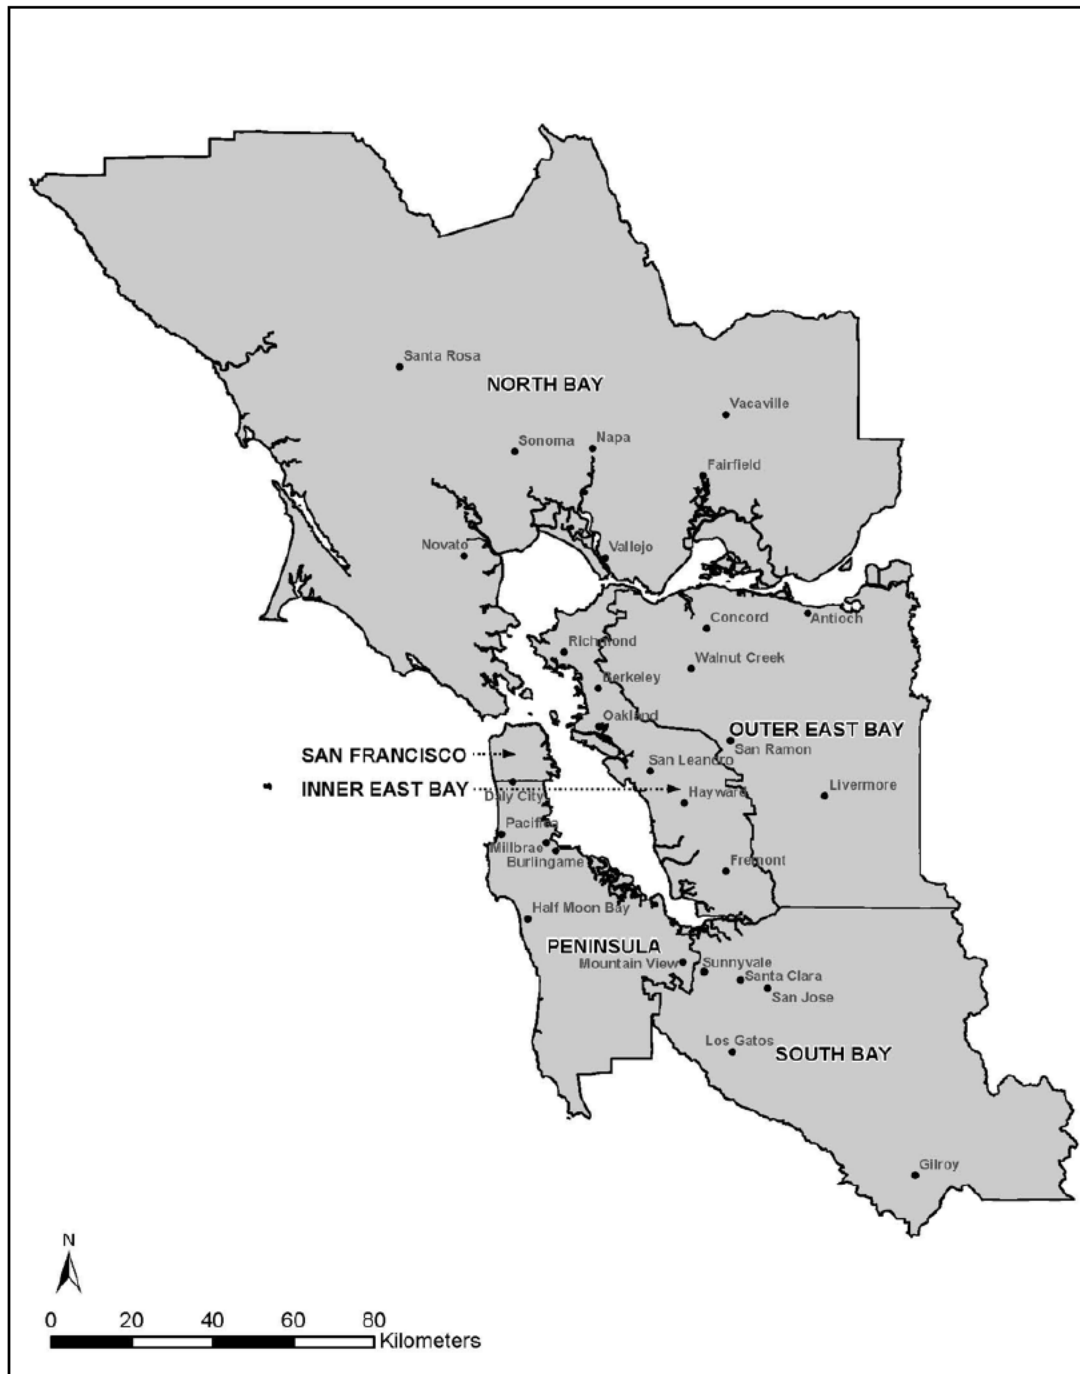 Santa Rosa
NORTH BAY
Vacaville
Sonoma
Napa
Fairfield
Novato
Vallejo
Concord
Antioch
Richmond
Walnut Creek
Berkeley
Oakland
OUTER EAST BAY
San Ramon
SAN FRANCISCO
San Leandro
INNER EAST BAY
Daly City
Hayward
Livermore
Pacifica
Millbrae
Burlingame
Fremont
Half Moon Bay
PENINSULA
Mountain View
Sunnyvale
Santa Clara
San Jose
Los Gatos
SOUTH BAY
Gilroy
N
0 20 40 60 80
Kilometers